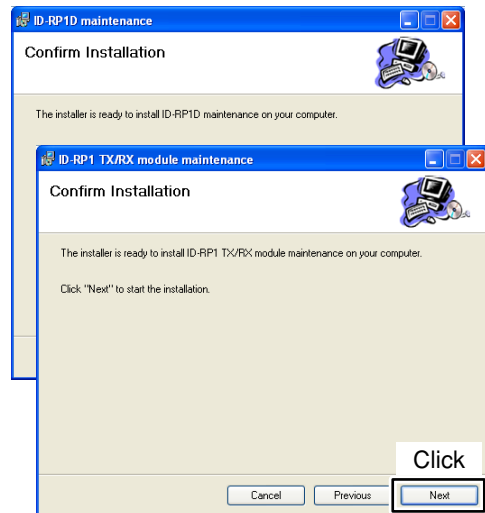 ID-RP1D maintenance
Confirm Installation
The installer is ready to install ID-RP1D maintenance on your computer.
ID-RP1 TX/RX module maintenance
Confirm Installation
The installer is ready to install ID-RP1 TX/RX module maintenance on your computer.
Click "Next" to start the installation.
Click
Cancel Previous Next